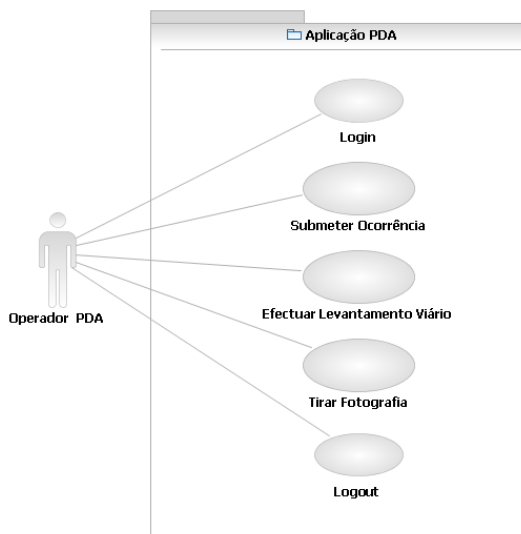 Aplicação PDA
Login
Submeter Ocorrência
Efectuar Levantamento Viário
Operador PDA
Tirar Fotografia
Logout